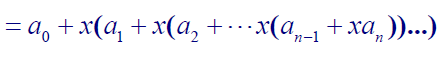 = a₀ + x(a₁ + x(a₂ + ⋯x(aₙ₋₁ + xaₙ))...)